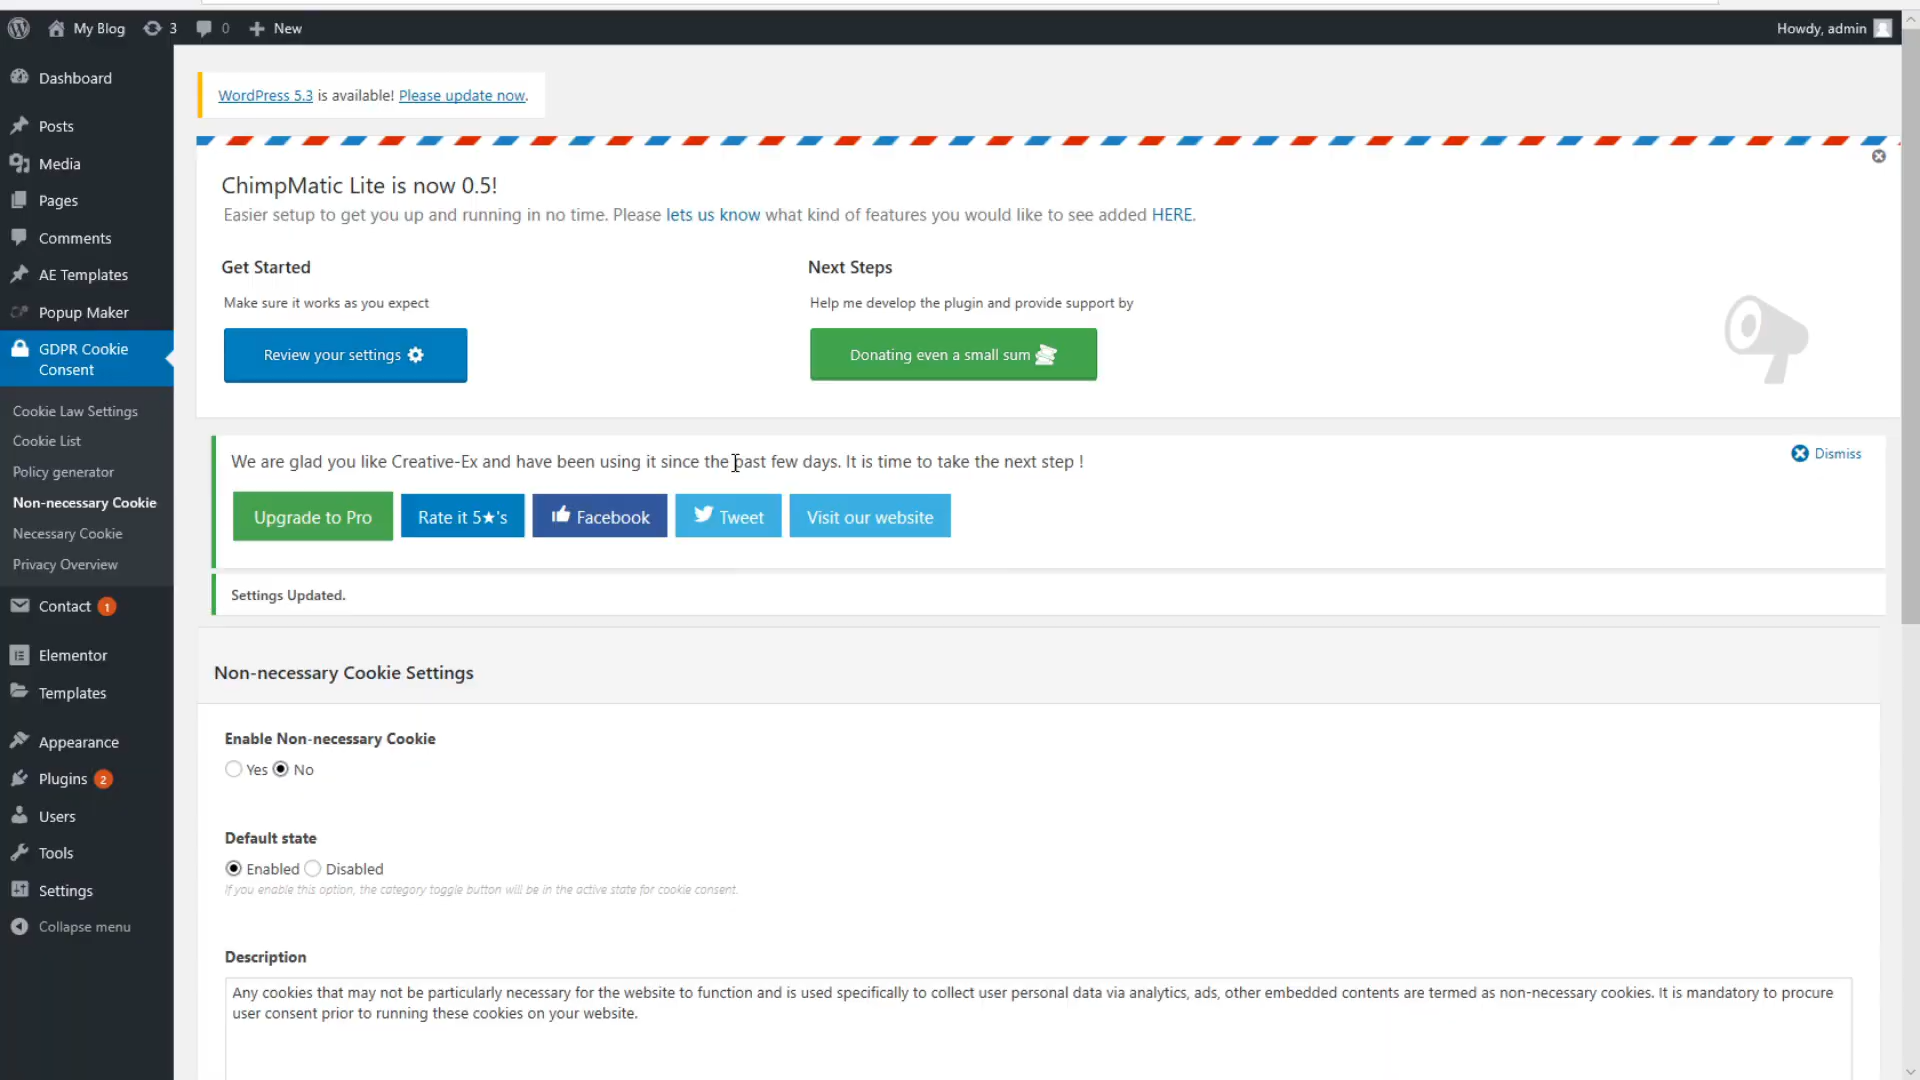 My Blog
3
0
New
Howdy, admin
Dashboard
Posts
Media
Pages
Comments
AE Templates
Popup Maker
GDPR Cookie
Consent
Cookie Law Settings
Cookie List
Policy generator
Non-necessary Cookie
Necessary Cookie
Privacy Overview
Contact 1
Elementor
Templates
Appearance
Plugins 2
Users
Tools
Settings
Collapse menu
WordPress 5.3 is available! Please update now.
ChimpMatic Lite is now 0.5!
Easier setup to get you up and running in no time. Please lets us know what kind of features you would like to see added HERE.
Get Started
Make sure it works as you expect
Review your settings
Next Steps
Help me develop the plugin and provide support by
Donating even a small sum
We are glad you like Creative-Ex and have been using it since the past few days. It is time to take the next step !
Dismiss
Upgrade to Pro
Rate it 5★'s
Facebook
Tweet
Visit our website
Settings Updated.
Non-necessary Cookie Settings
Enable Non-necessary Cookie
Yes No
Default state
Enabled Disabled
If you enable this option, the category toggle button will be in the active state for cookie consent.
Description
Any cookies that may not be particularly necessary for the website to function and is used specifically to collect user personal data via analytics, ads, other embedded contents are termed as non-necessary cookies. It is mandatory to procure
user consent prior to running these cookies on your website.